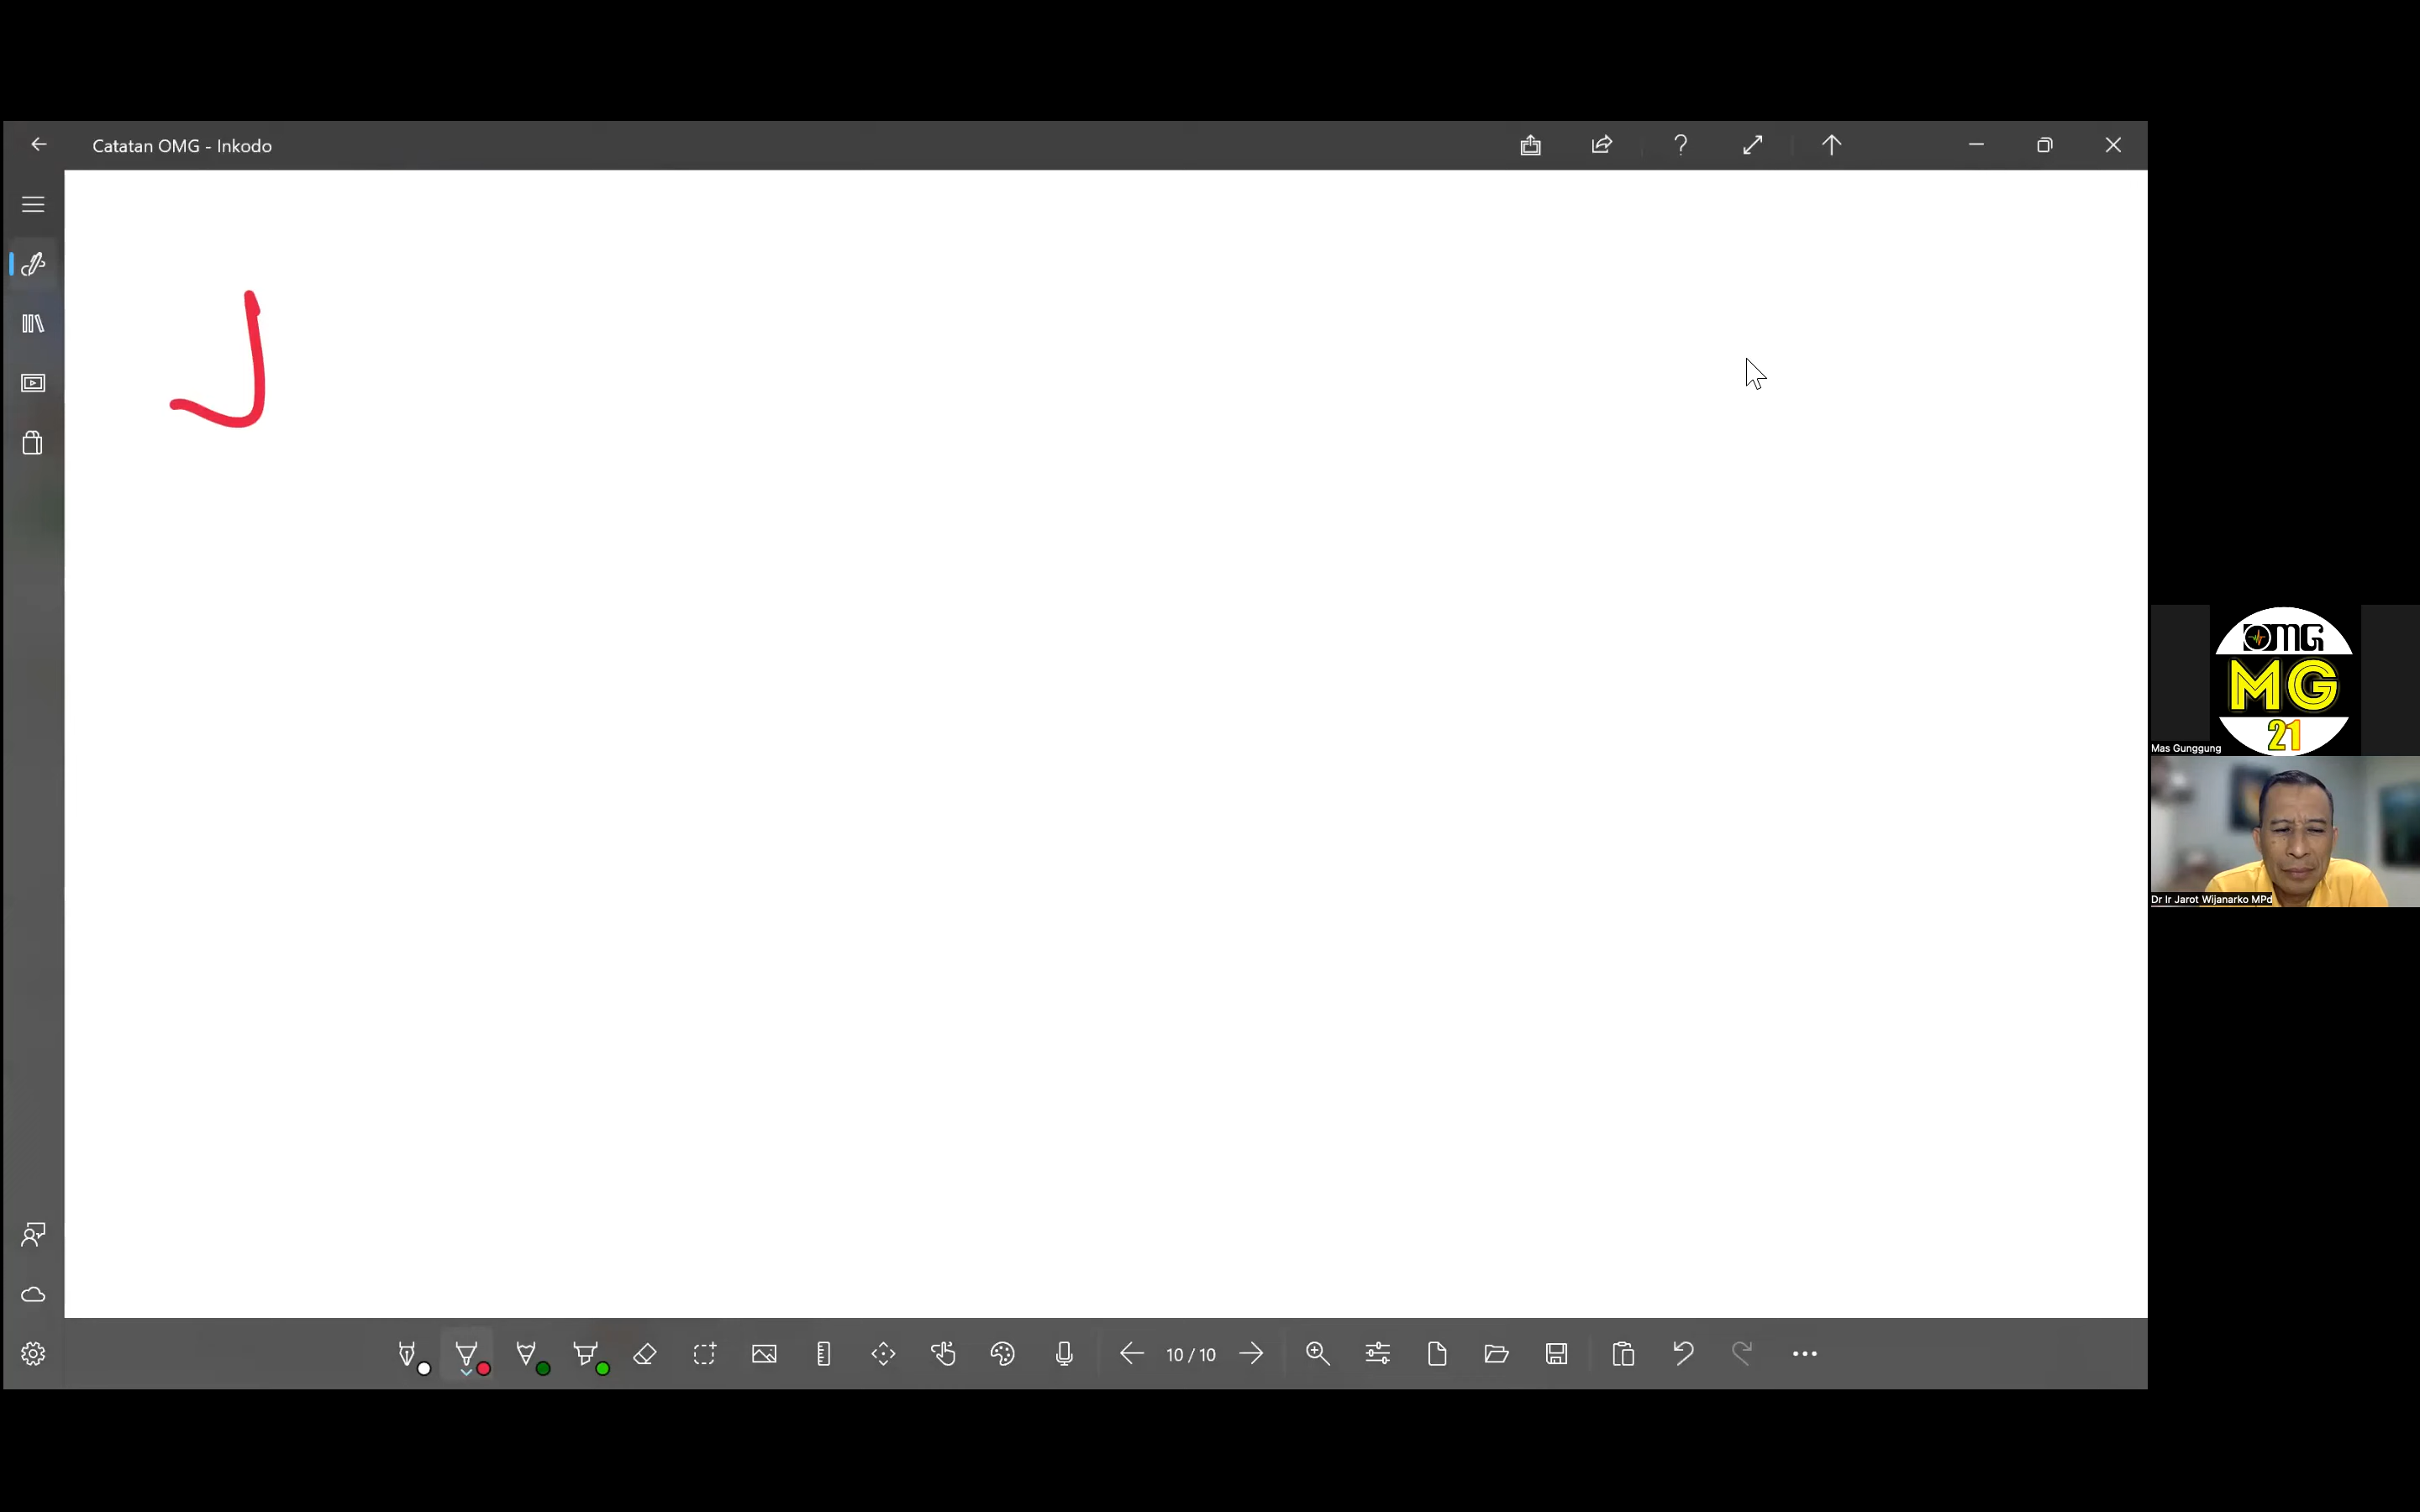 Catatan OMG - Inkodo
J
OMG
MG
21
Mas Gunggung
Dr Ir Jarot Wijanarko MPd
10 / 10